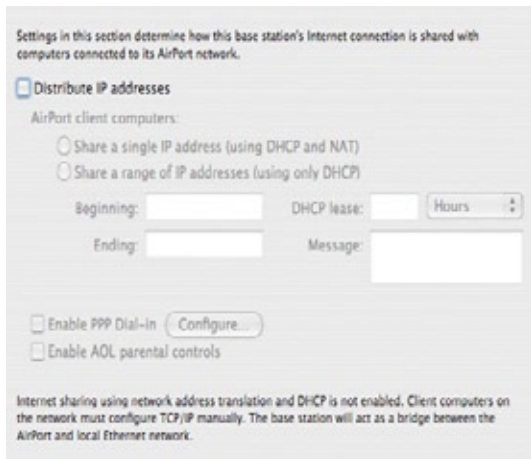 Settings in this section determine how this base station's Internet connection is shared with
computers connected to its AirPort network.
Distribute IP addresses
AirPort client computers:
Share a single IP address (using DHCP and NAT)
Share a range of IP addresses (using only DHCP)
Beginning: DHCP lease: Hours
Ending: Message:
Enable PPP Dial-in Configure...
Enable AOL parental controls
Internet sharing using network address translation and DHCP is not enabled. Client computers on
the network must configure TCP/IP manually. The base station will act as a bridge between the
AirPort and local Ethernet network.